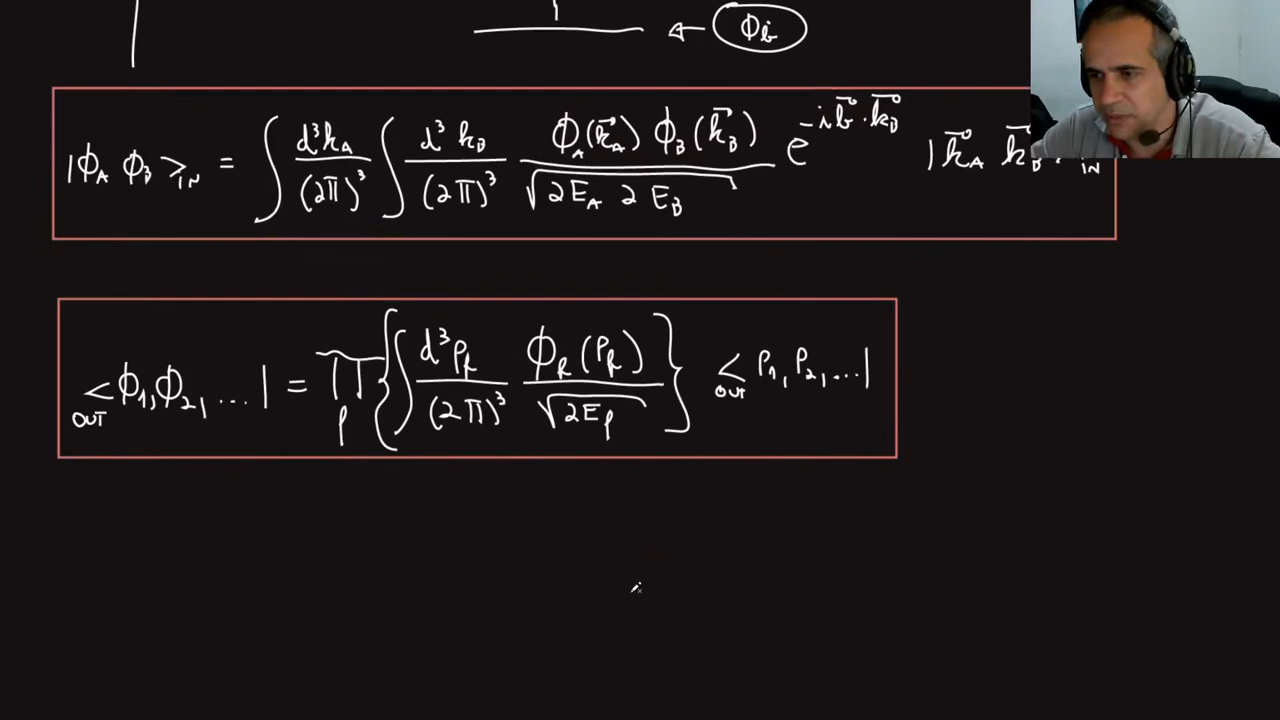 ← ϕ_b
|ϕ_A ϕ_B >_IN = ∫ d³k_A/(2π)³ ∫ d³k_B/(2π)³ ϕ_A(k⃗_A) ϕ_B(k⃗_B)/√(2E_A 2E_B) e^{-i b⃗·k⃗_B} |k⃗_A k⃗_B >_IN
_OUT<ϕ_1, ϕ_2, ...| = ∏_f { ∫ d³p_f/(2π)³ ϕ_f(p_f)/√(2E_f) } _OUT<p_1, p_2, ...|